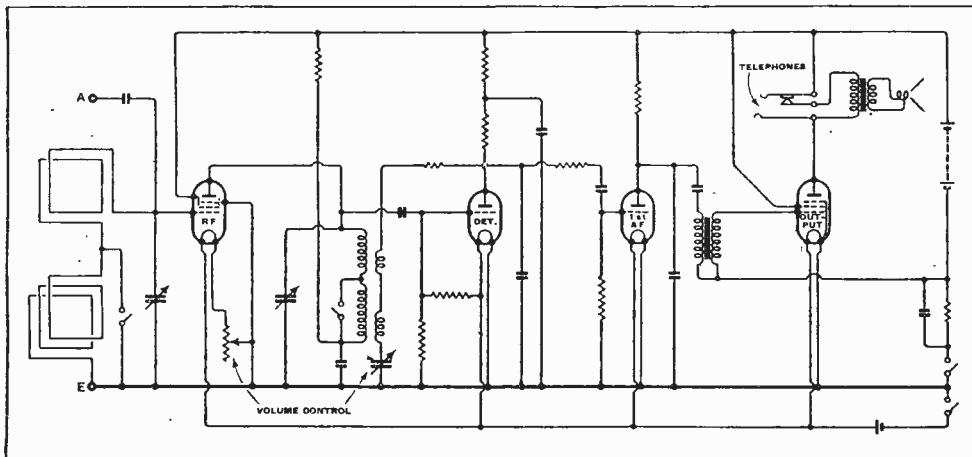 TELEPHONES
A
RF
DET.
1st
AF
OUT-
PUT
E
VOLUME CONTROL